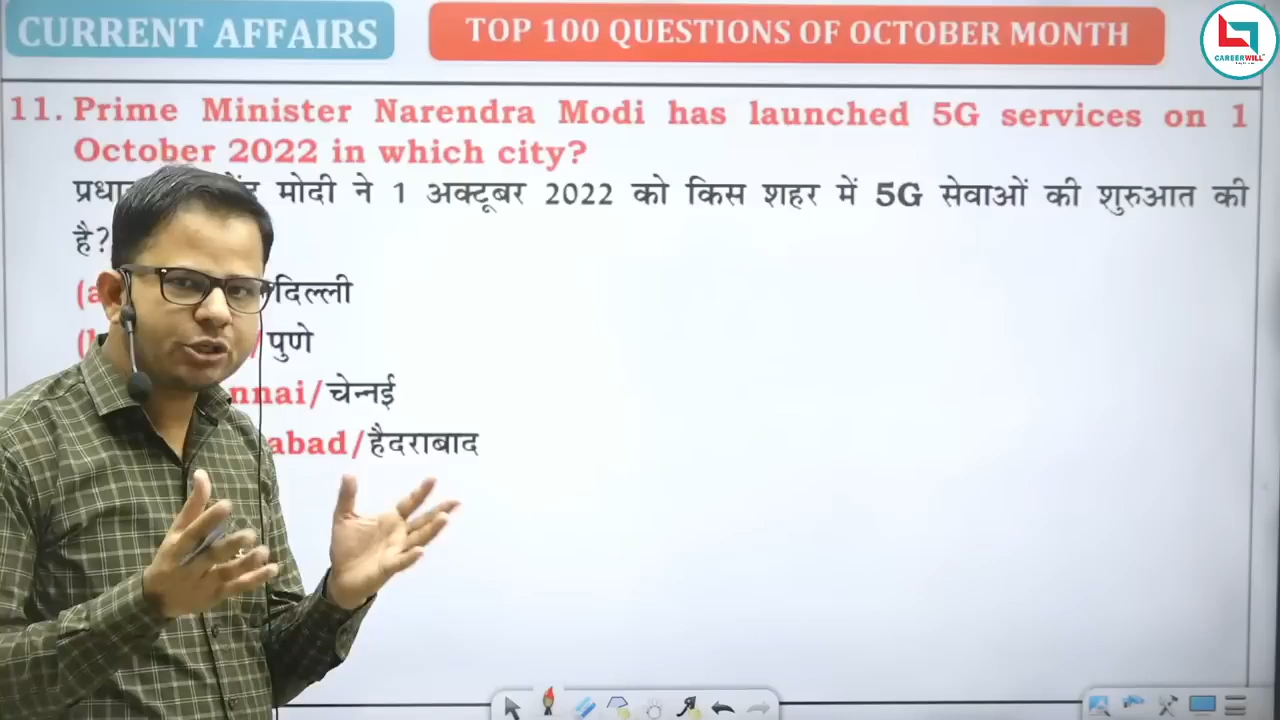 CURRENT AFFAIRS
TOP 100 QUESTIONS OF OCTOBER MONTH
CAREERWILL
11. Prime Minister Narendra Modi has launched 5G services on 1
October 2022 in which city?
मोदी ने 1 अक्टूबर 2022 को किस शहर में 5G सेवाओं की शुरुआत की
है?
(a दिल्ली
/पुणे
nnai/चेन्नई
abad/हैदराबाद